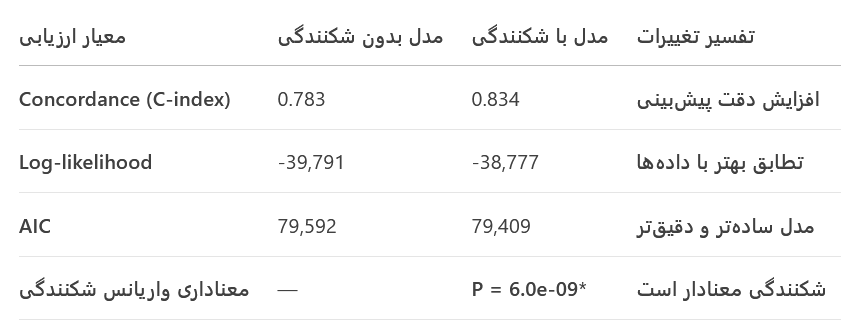 معیار ارزیابی	مدل بدون شکنندگی	مدل با شکنندگی	تفسیر تغییرات
Concordance (C-index)	0.783	0.834	افزایش دقت پیش‌بینی
Log-likelihood	-39,791	-38,777	تطابق بهتر با داده‌ها
AIC	79,592	79,409	مدل ساده‌تر و دقیق‌تر
معناداری واریانس شکنندگی	—	P = 6.0e-09*	شکنندگی معنادار است